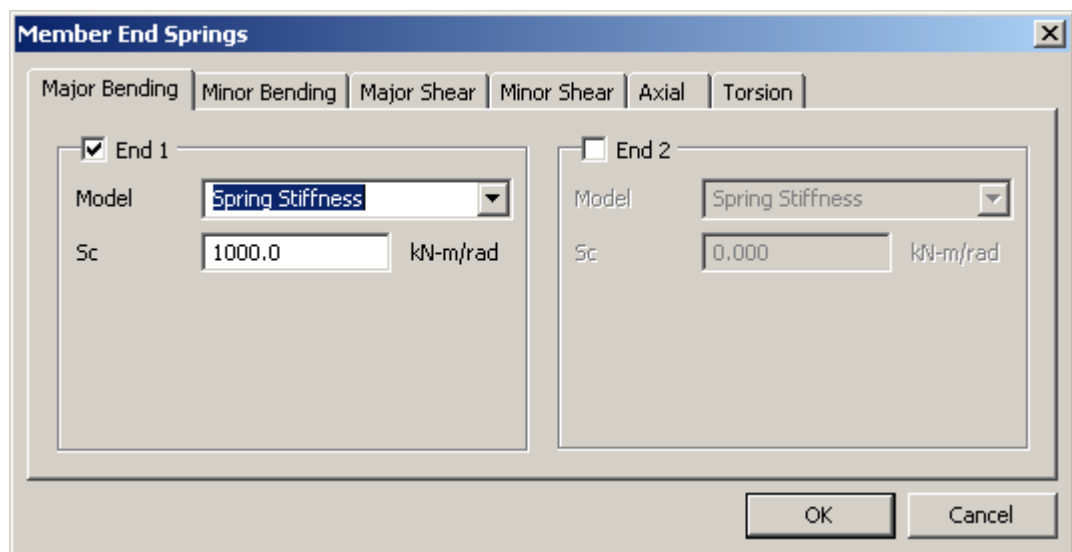 Member End Springs
Major Bending Minor Bending Major Shear Minor Shear Axial Torsion
End 1 End 2
Model Spring Stiffness Model Spring Stiffness
Sc 1000.0 kN-m/rad Sc 0.000 kN-m/rad
OK Cancel